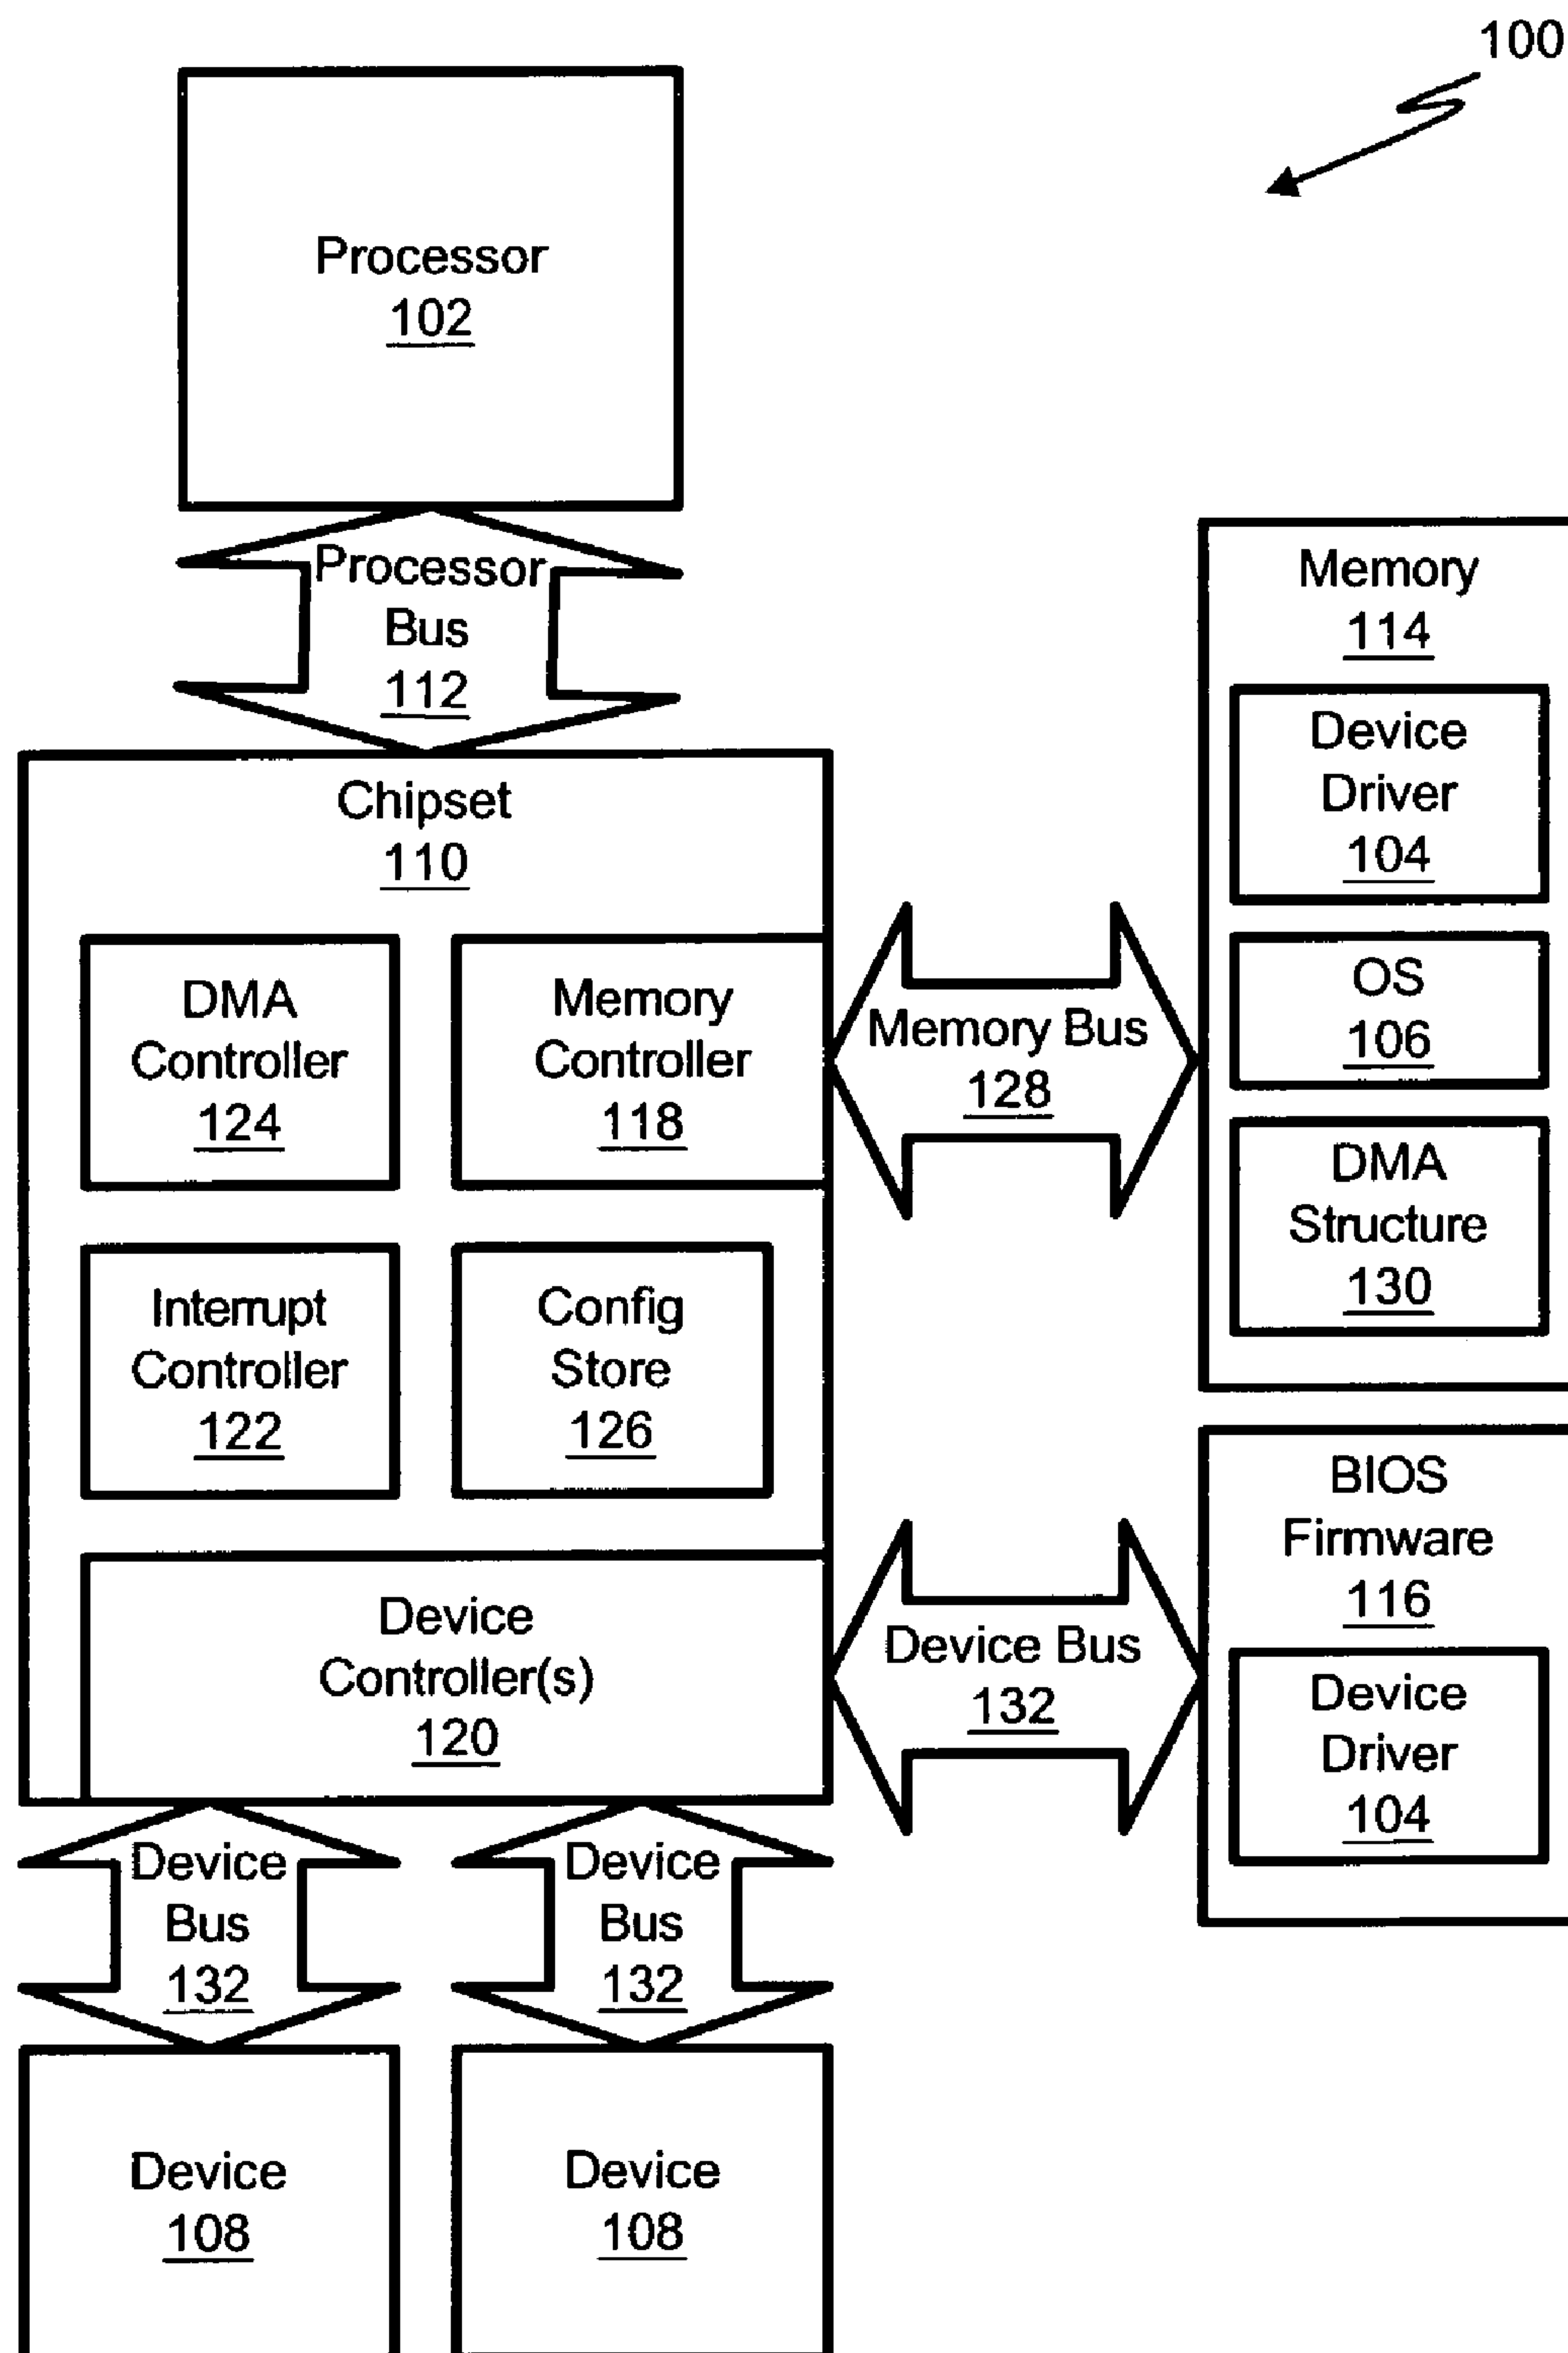 100
Processor
102
Processor
Bus
112
Chipset
110
DMA
Controller
124
Memory
Controller
118
Interrupt
Controller
122
Config
Store
126
Device
Controller(s)
120
Memory Bus
128
Memory
114
Device
Driver
104
OS
106
DMA
Structure
130
Device Bus
132
BIOS
Firmware
116
Device
Driver
104
Device
Bus
132
Device
Bus
132
Device
108
Device
108